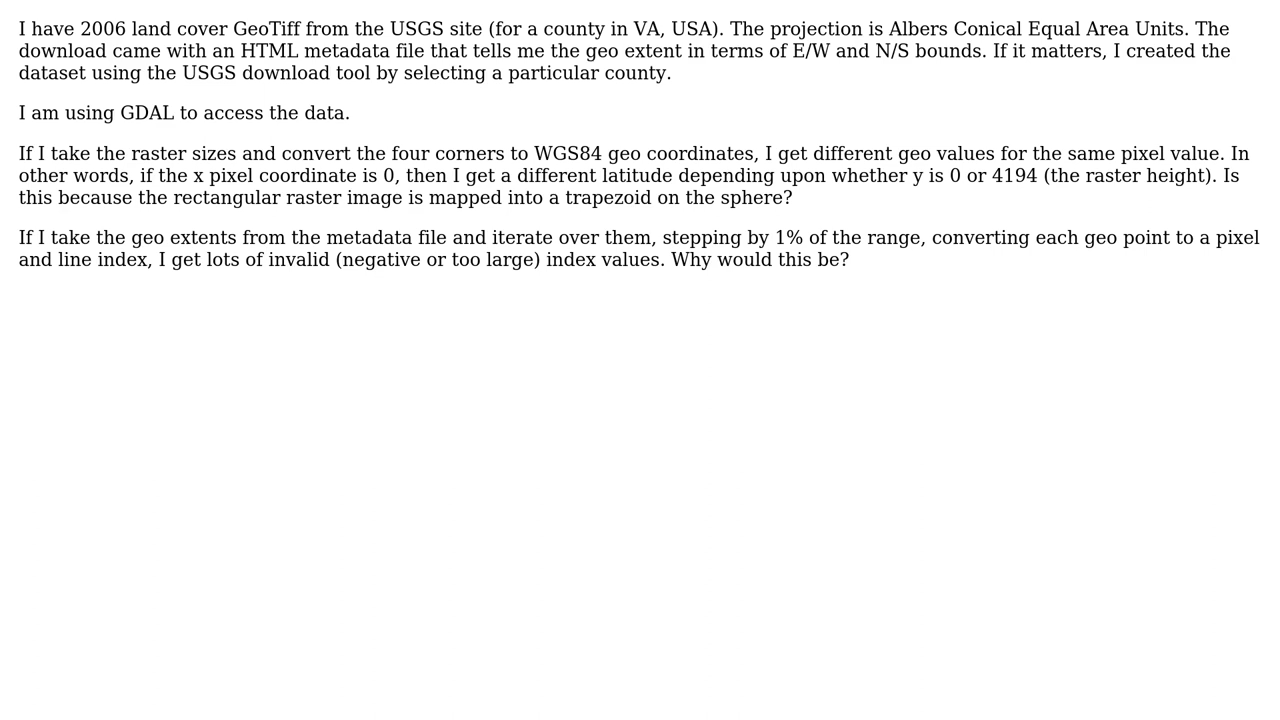 I have 2006 land cover GeoTiff from the USGS site (for a county in VA, USA). The projection is Albers Conical Equal Area Units. The
download came with an HTML metadata file that tells me the geo extent in terms of E/W and N/S bounds. If it matters, I created the
dataset using the USGS download tool by selecting a particular county.
I am using GDAL to access the data.
If I take the raster sizes and convert the four corners to WGS84 geo coordinates, I get different geo values for the same pixel value. In
other words, if the x pixel coordinate is 0, then I get a different latitude depending upon whether y is 0 or 4194 (the raster height). Is
this because the rectangular raster image is mapped into a trapezoid on the sphere?
If I take the geo extents from the metadata file and iterate over them, stepping by 1% of the range, converting each geo point to a pixel
and line index, I get lots of invalid (negative or too large) index values. Why would this be?